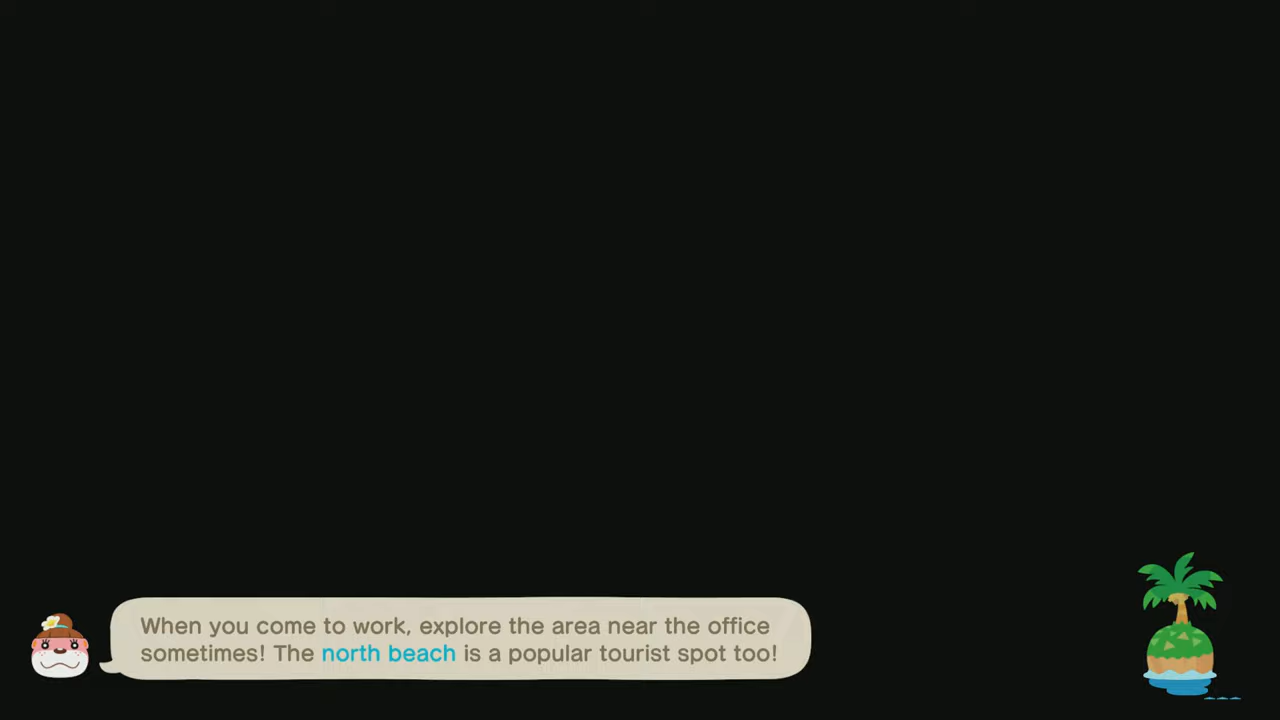 When you come to work, explore the area near the office
sometimes! The north beach is a popular tourist spot too!